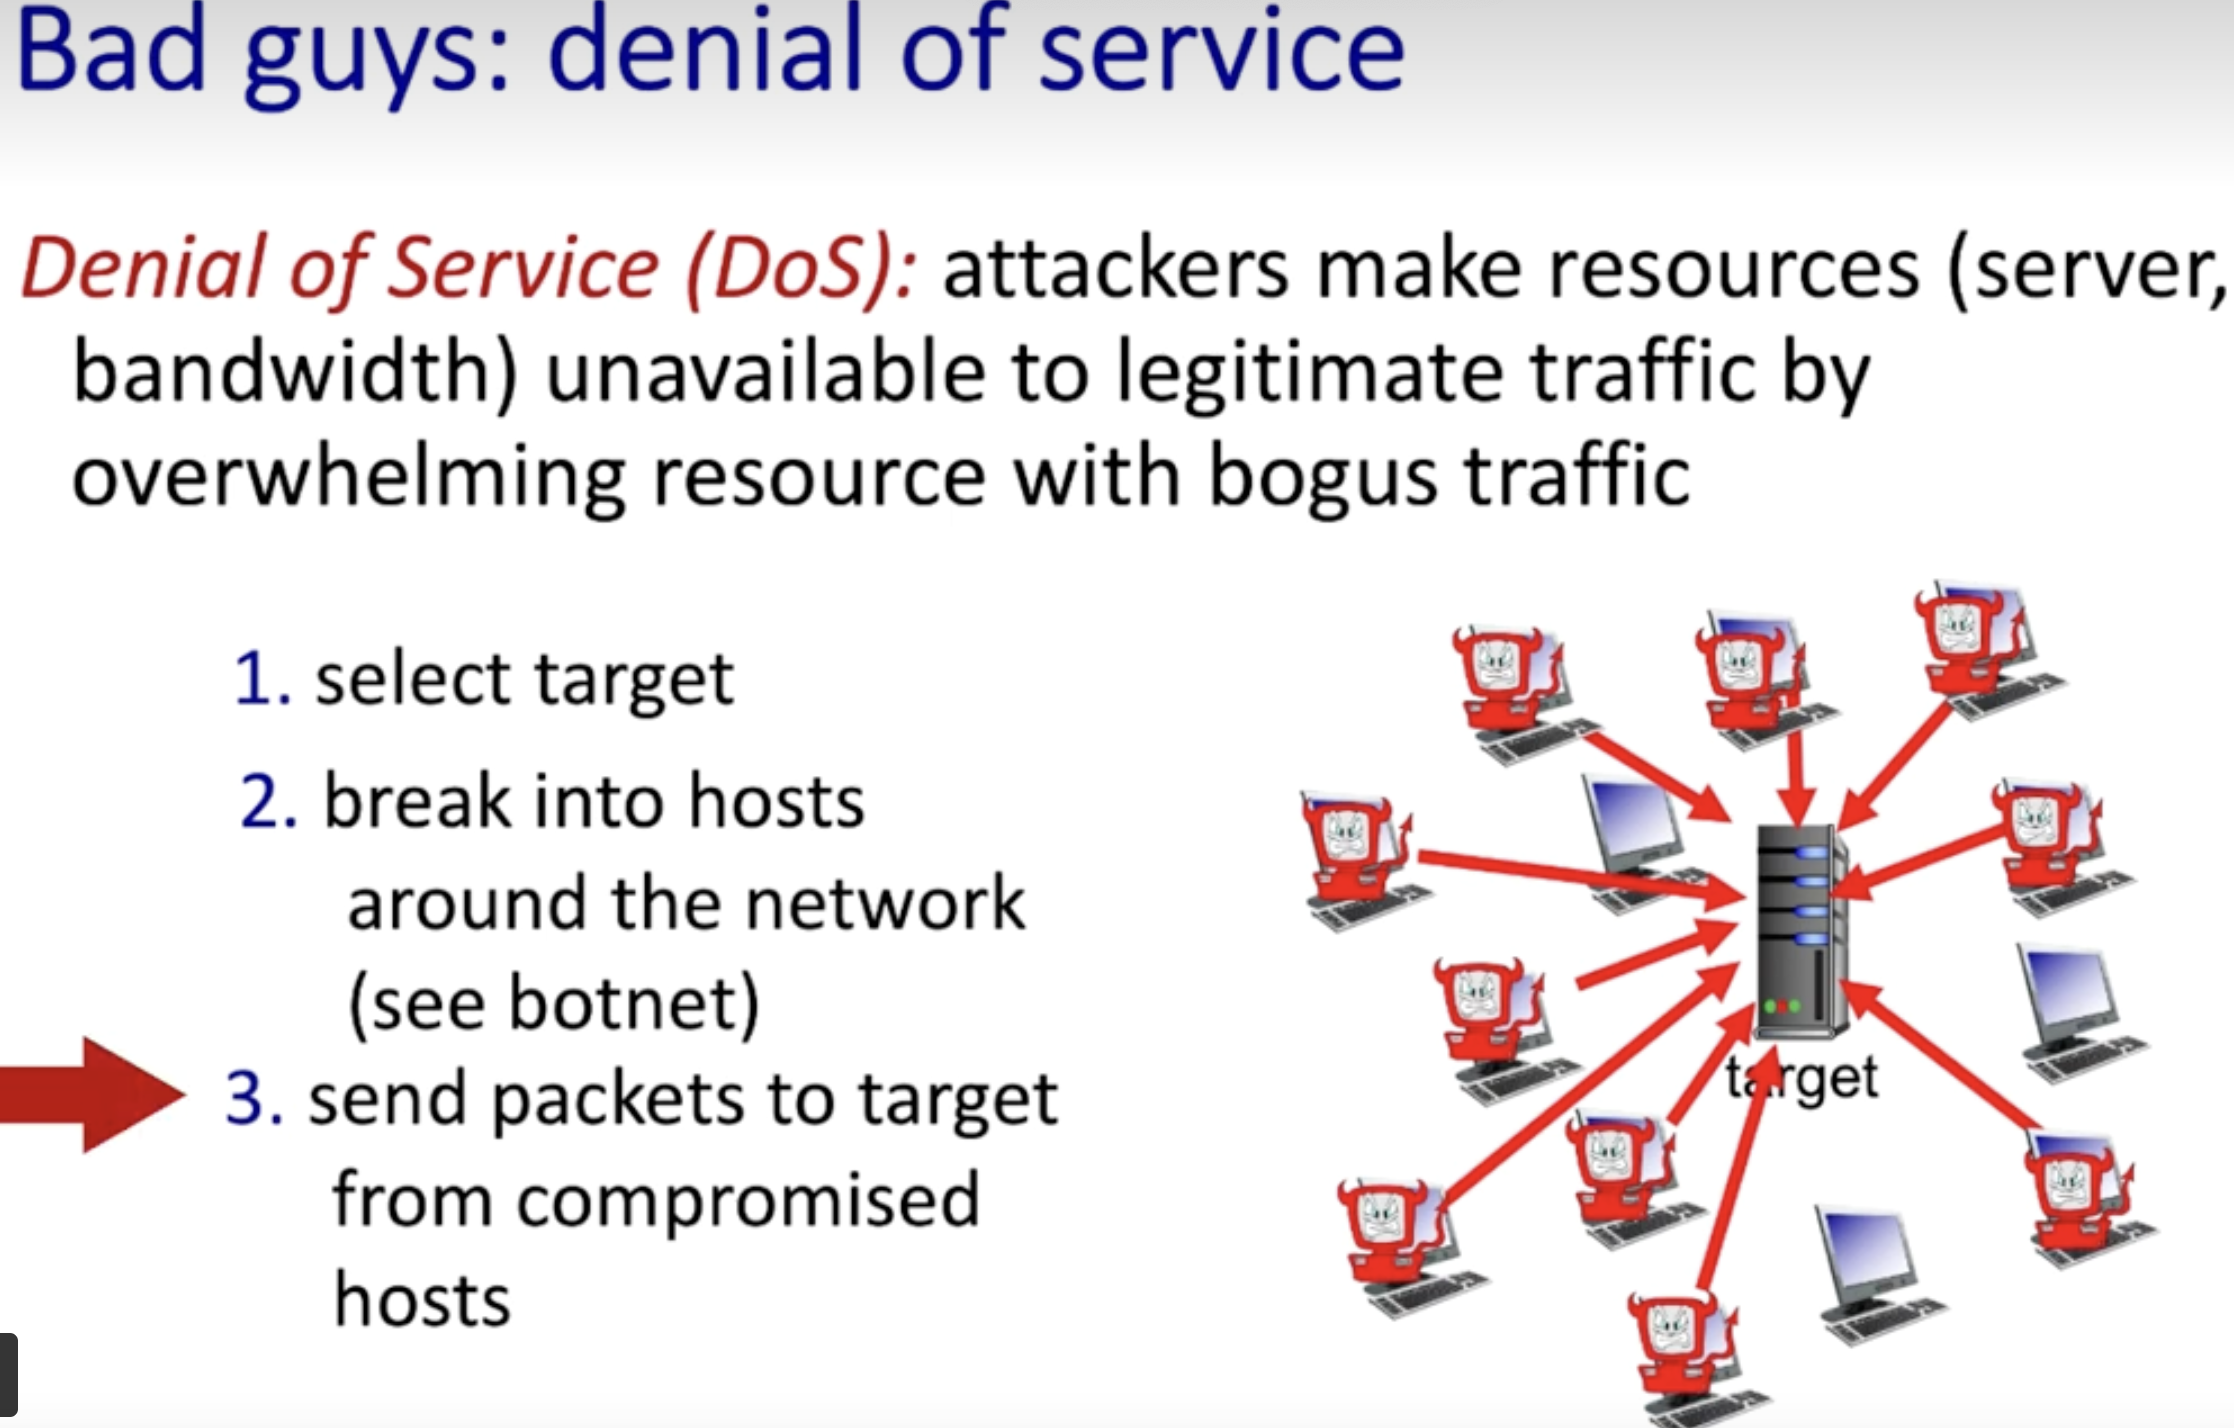 Bad guys: denial of service
Denial of Service (DoS): attackers make resources (server,
bandwidth) unavailable to legitimate traffic by
overwhelming resource with bogus traffic
1. select target
2. break into hosts
around the network
(see botnet)
3. send packets to target
from compromised
hosts
target